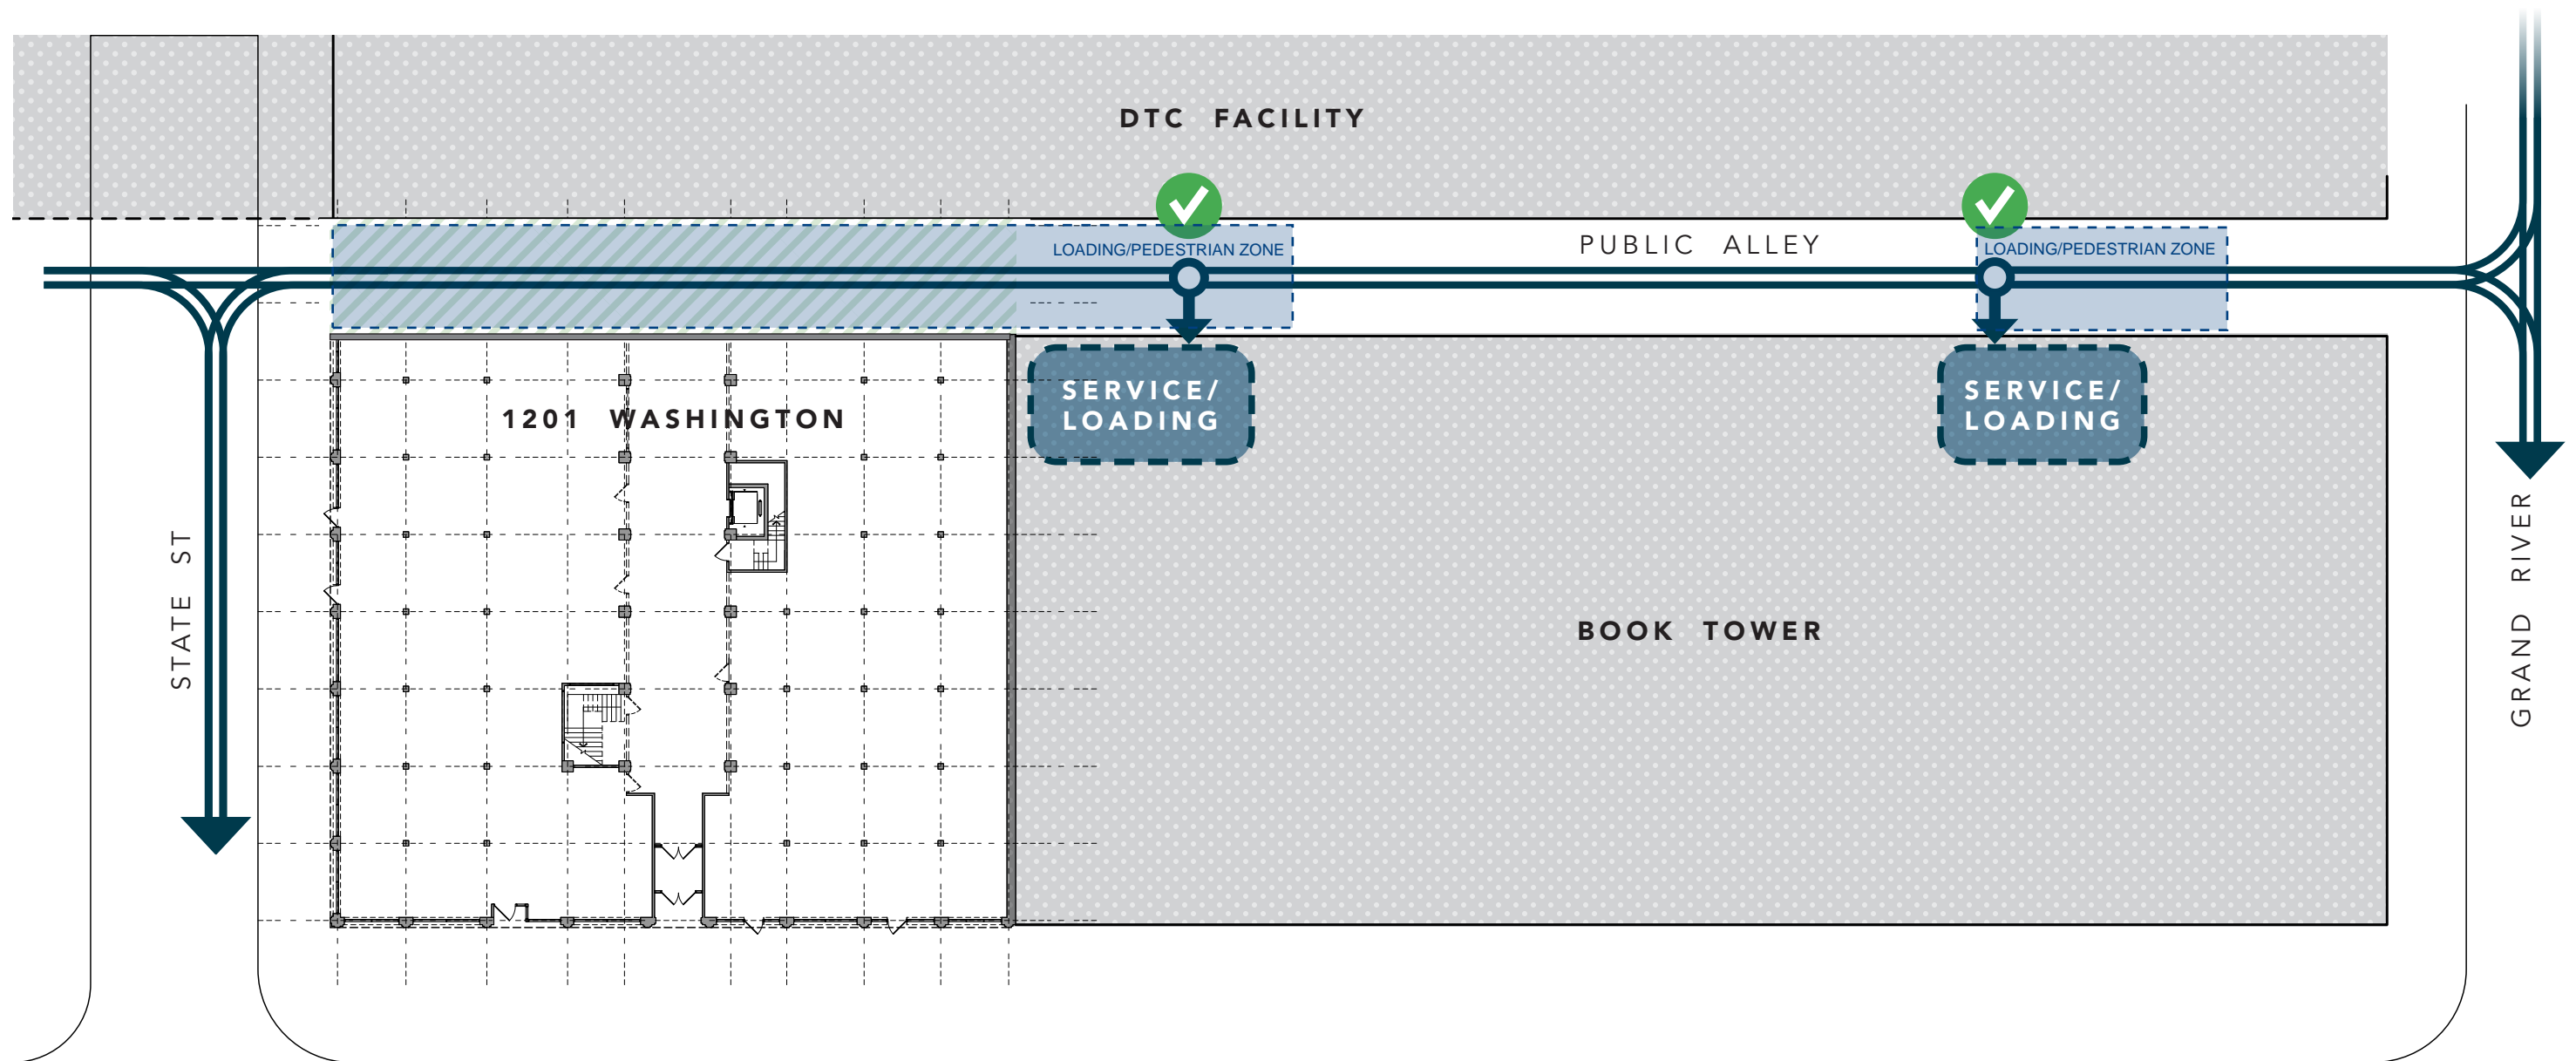 DTC FACILITY
LOADING/PEDESTRIAN ZONE
PUBLIC ALLEY
LOADING/PEDESTRIAN ZONE
SERVICE/
LOADING
SERVICE/
LOADING
1201 WASHINGTON
STATE ST
BOOK TOWER
GRAND RIVER